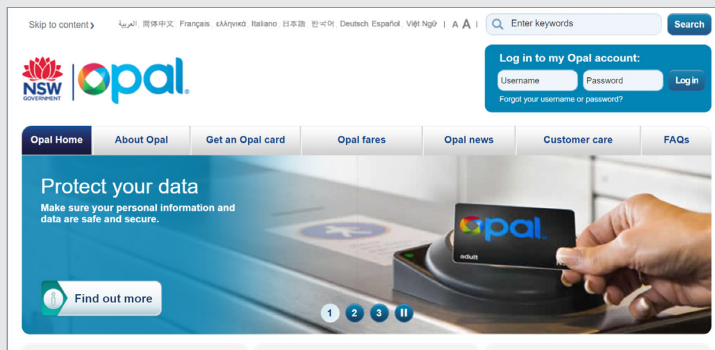 Skip to content
العربية 简体中文 Français ελληνικά Italiano 日本語 한국어 Deutsch Español Việt Ngữ | A A |
Enter keywords
Search
NSW
GOVERNMENT
opal.
Log in to my Opal account:
Username
Password
Log in
Forgot your username or password?
Opal Home
About Opal
Get an Opal card
Opal fares
Opal news
Customer care
FAQs
Protect your data
Make sure your personal information and
data are safe and secure.
opal.
adult
Find out more
1 2 3